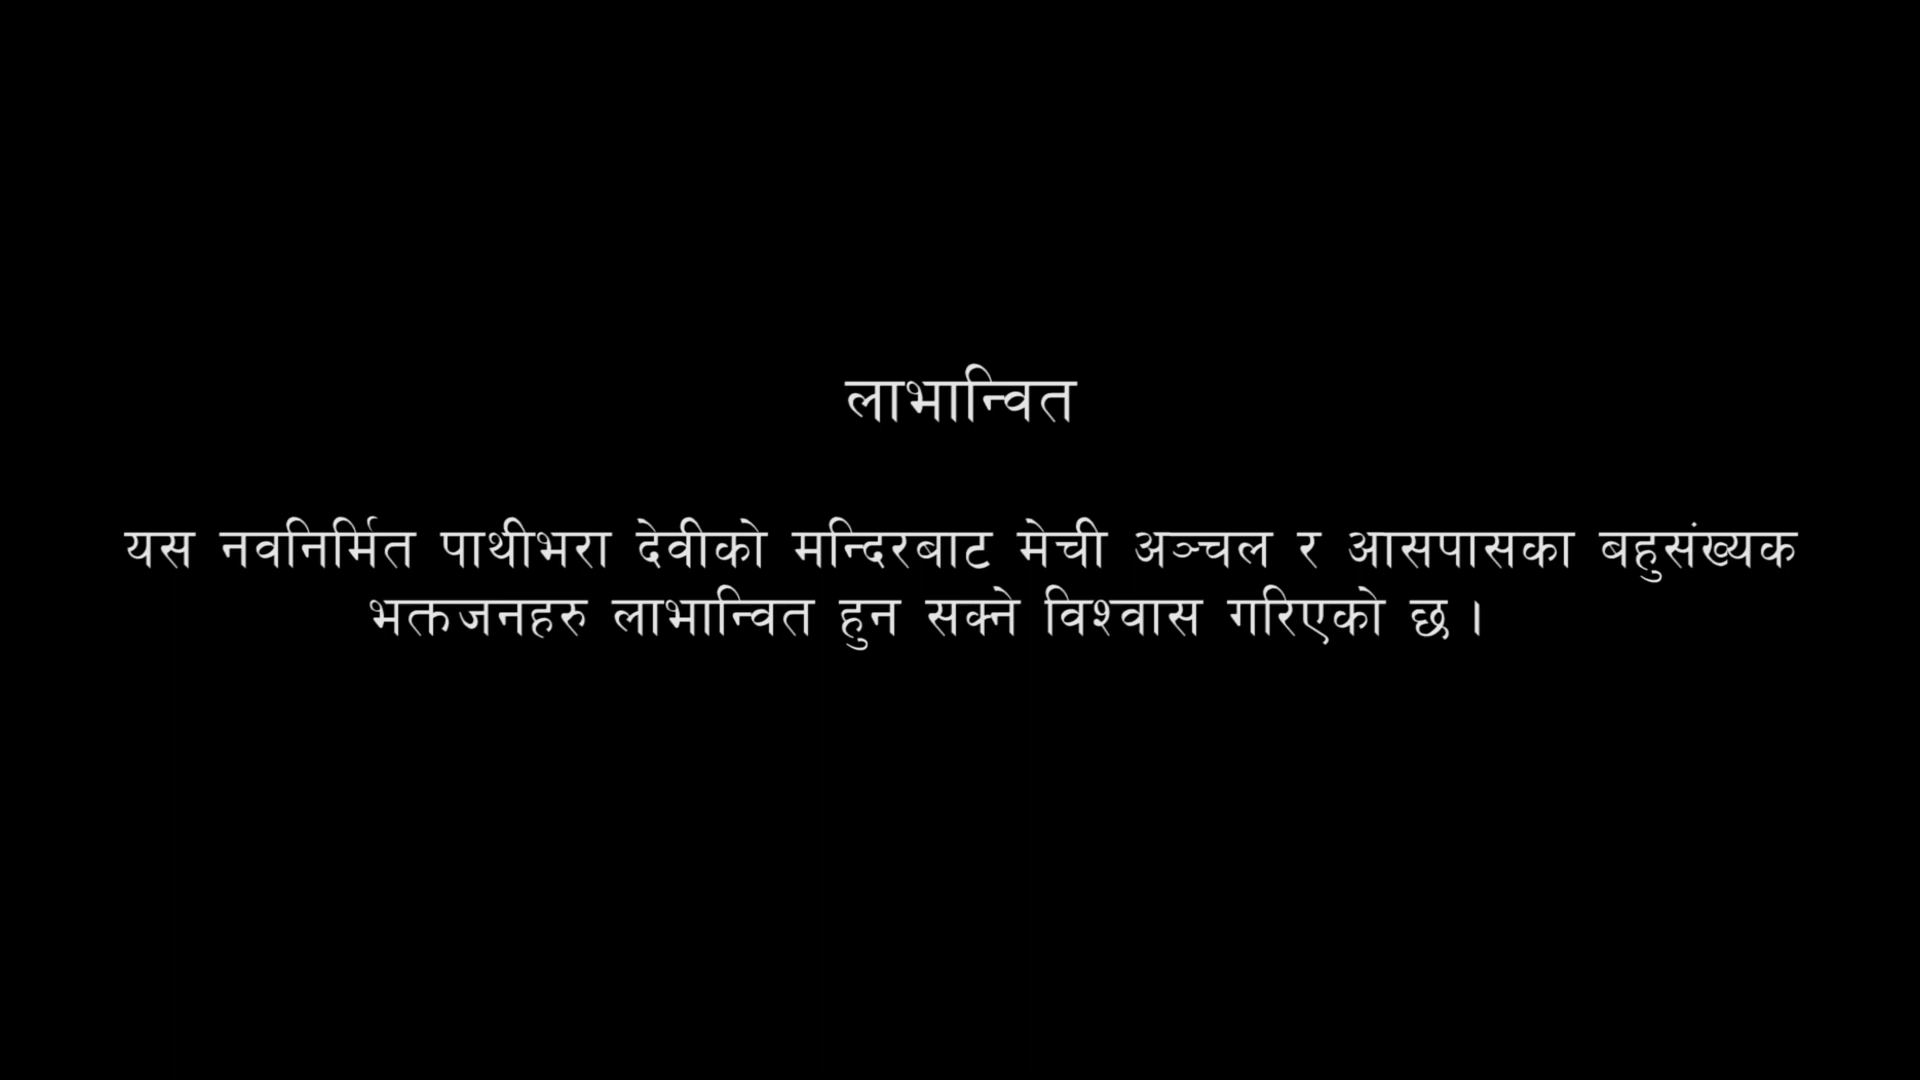 लाभान्वित
यस नवनिर्मित पाथीभरा देवीको मन्दिरबाट मेची अञ्चल र आसपासका बहुसंख्यक
भक्तजनहरु लाभान्वित हुन सक्ने विश्वास गरिएको छ ।